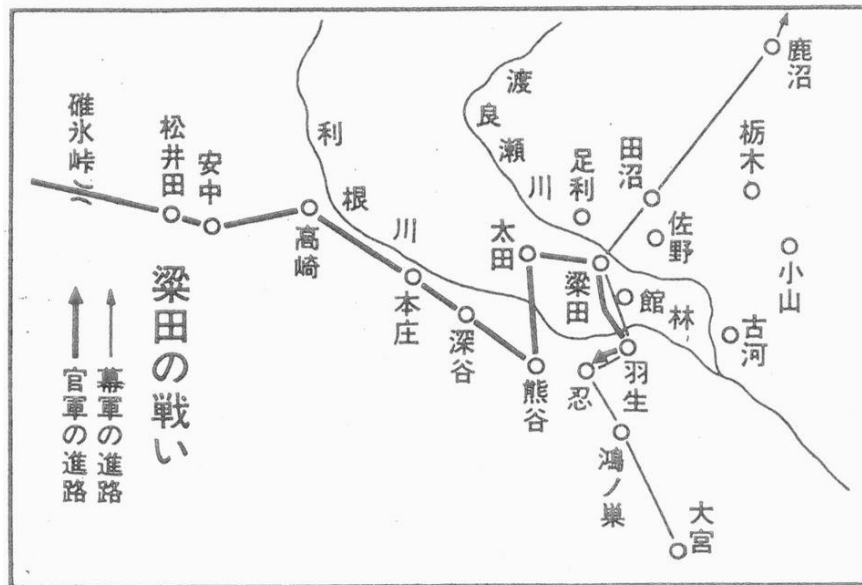 梁田の戦い
幕軍の進路
官軍の進路
碓氷峠
松井田
安中
高崎
利根川
本庄
深谷
熊谷
太田
梁田
渡良瀬川
足利
田沼
佐野
館林
羽生
忍
鴻ノ巣
大宮
鹿沼
栃木
小山
古河